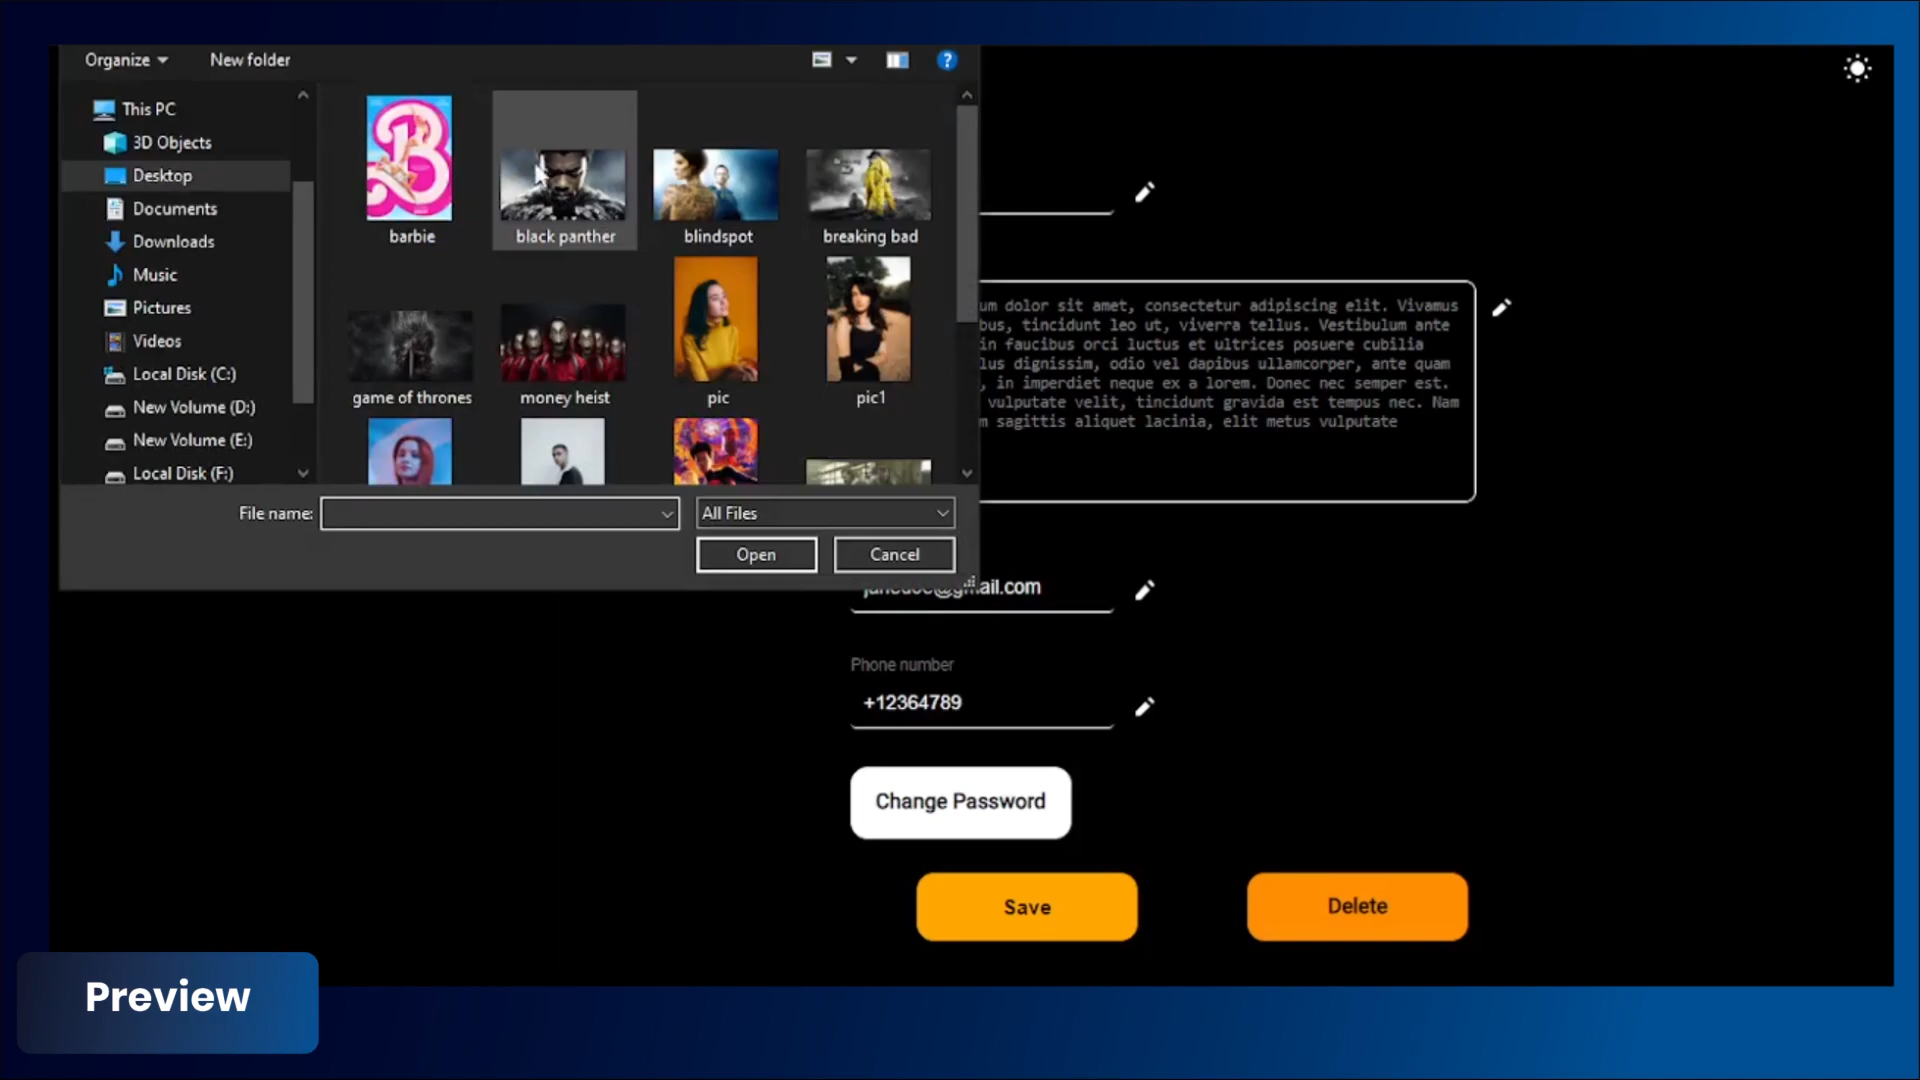 Organize
New folder
?
This PC
3D Objects
Desktop
Documents
Downloads
Music
Pictures
Videos
Local Disk (C:)
New Volume (D:)
New Volume (E:)
Local Disk (F:)
barbie
black panther
blindspot
breaking bad
game of thrones
money heist
pic
pic1
File name:
All Files
Open
Cancel
um dolor sit amet, consectetur adipiscing elit. Vivamus
bus, tincidunt leo ut, viverra tellus. Vestibulum ante
in faucibus orci luctus et ultrices posuere cubilia
lus dignissim, odio vel dapibus ullamcorper, ante quam
, in imperdiet neque ex a lorem. Donec nec semper est.
vulputate velit, tincidunt gravida est tempus nec. Nam
m sagittis aliquet lacinia, elit metus vulputate
janedoe@gmail.com
Phone number
+12364789
Change Password
Save
Delete
Preview